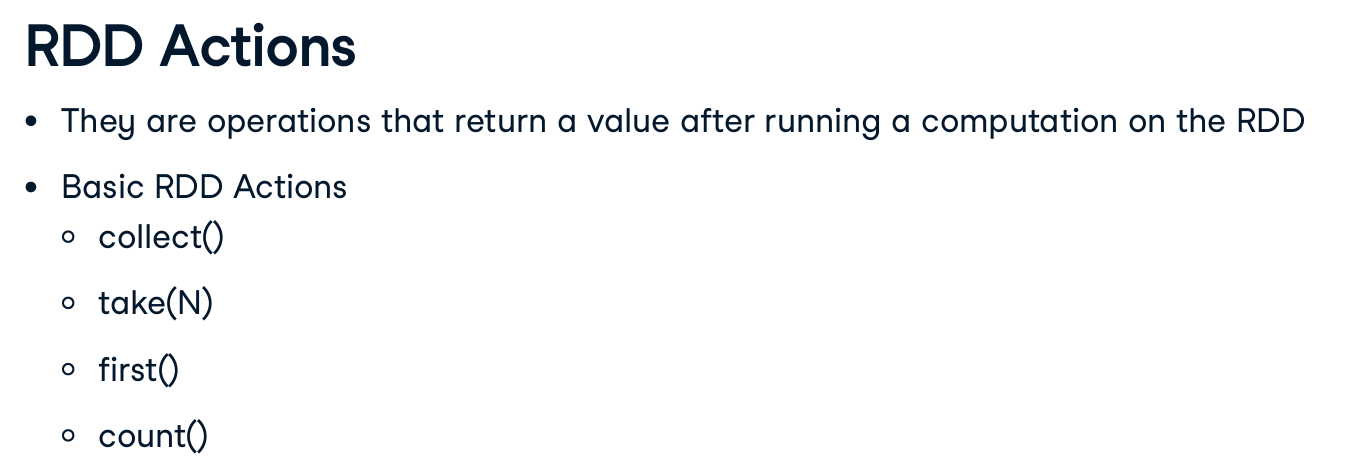 RDD Actions
• They are operations that return a value after running a computation on the RDD
• Basic RDD Actions
○ collect()
○ take(N)
○ first()
○ count()